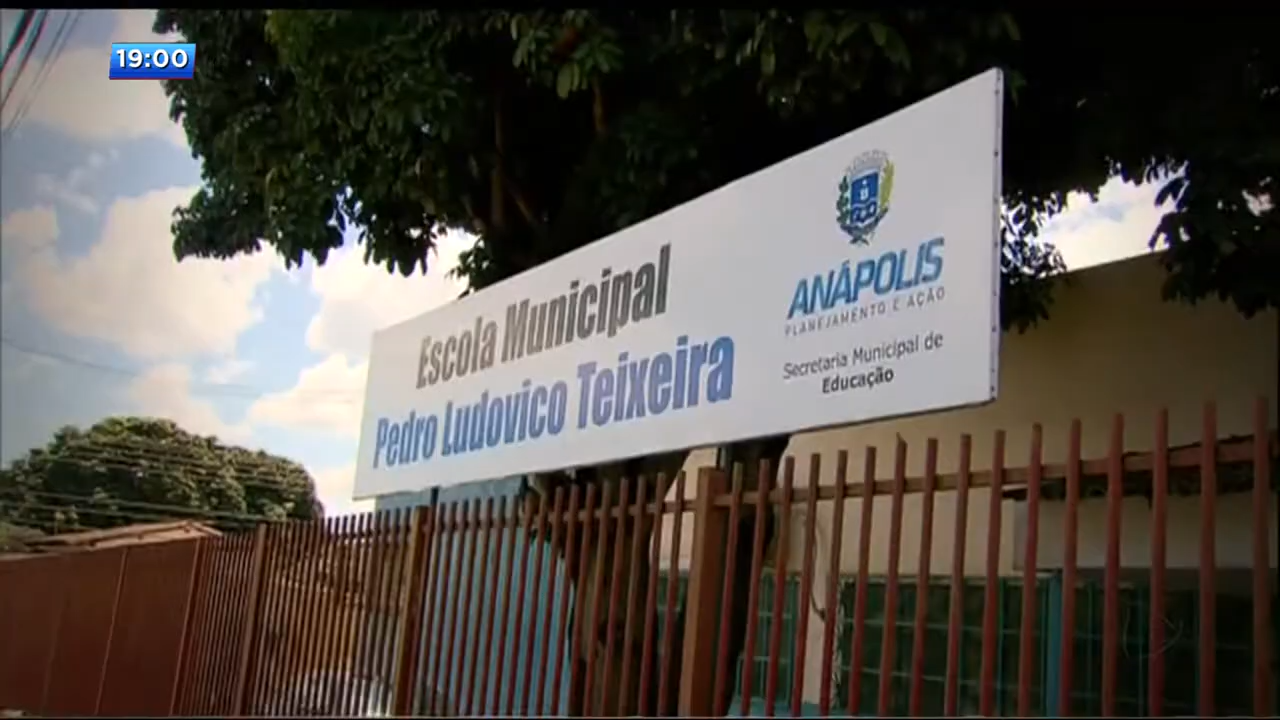 19:00
Escola Municipal
Pedro Ludovico Teixeira
ANÁPOLIS
PLANEJAMENTO E AÇÃO
Secretaria Municipal de
Educação